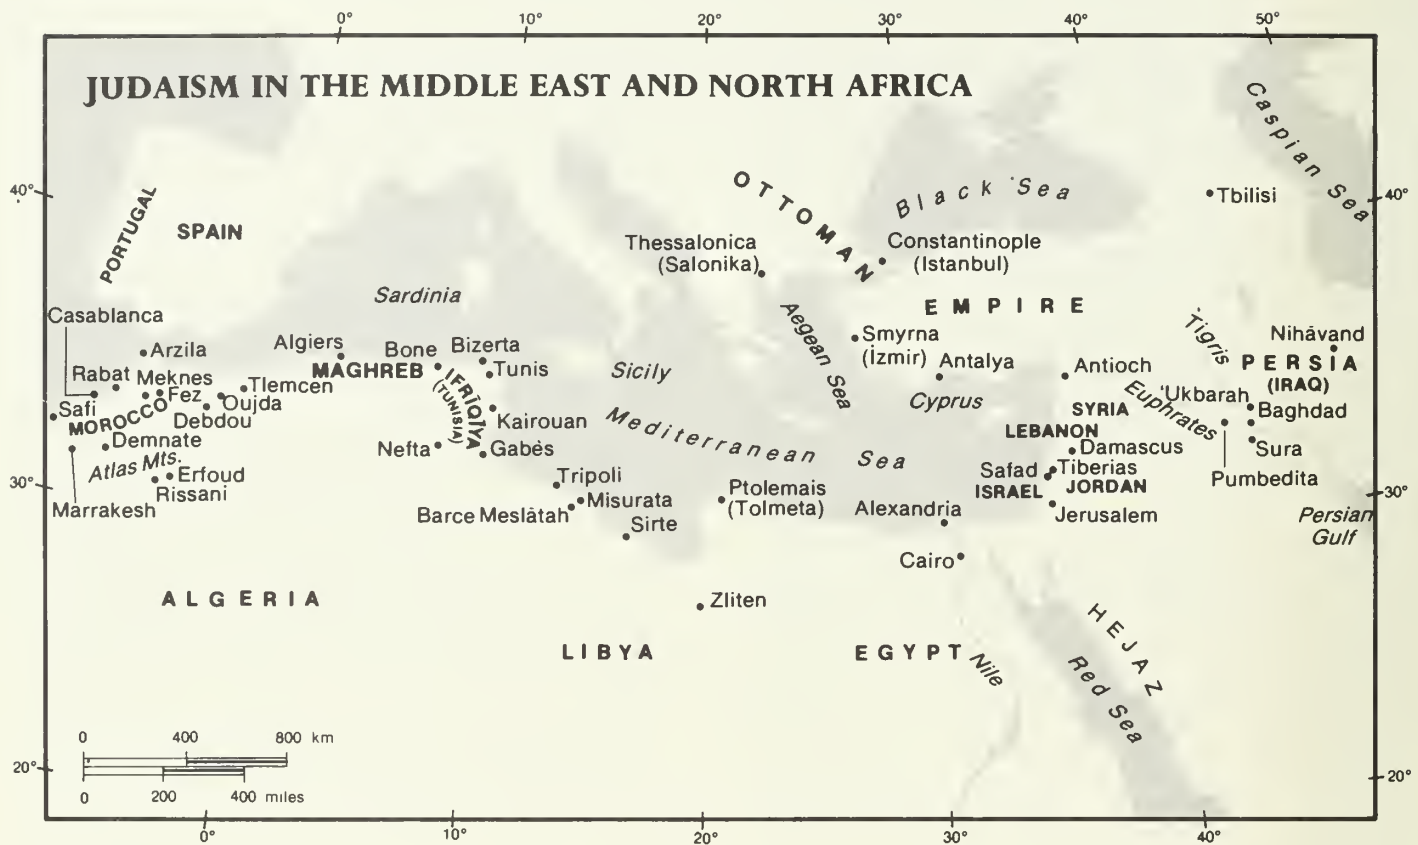 0° 10° 20° 30° 40° 50°
JUDAISM IN THE MIDDLE EAST AND NORTH AFRICA
Caspian Sea
40°
40°
PORTUGAL
SPAIN
OTTOMAN
Black Sea
Tbilisi
Thessalonica
(Salonika)
Constantinople
(Istanbul)
Sardinia
EMPIRE
Casablanca
Aegean Sea
Tigris
Nihāvand
Arzila
Algiers
Bone
Bizerta
Smyrna
(İzmir)
PERSIA
(IRAQ)
MAGHREB
Tunis
Sicily
Antalya
Antioch
Rabat
Meknes
Fez
Tlemcen
IFRĪQĪYA
(TUNISIA)
Cyprus
Euphrates
'Ukbarah
Safi
MOROCCO
Debdou
Oujda
Kairouan
SYRIA
Baghdad
Demnate
Mediterranean Sea
LEBANON
Damascus
Sura
Nefta
Gabès
Atlas Mts.
Erfoud
Rissani
Tripoli
Safad
Tiberias
Pumbedita
30°
30°
ISRAEL
JORDAN
Marrakesh
Misurata
Barce Meslātah
Ptolemais
(Tolmeta)
Alexandria
Jerusalem
Persian
Gulf
Sirte
Cairo
ALGERIA
Zliten
HEJAZ
LIBYA
EGYPT
Nile
Red Sea
0 400 800 km
0 200 400 miles
20°
20°
0° 10° 20° 30° 40°